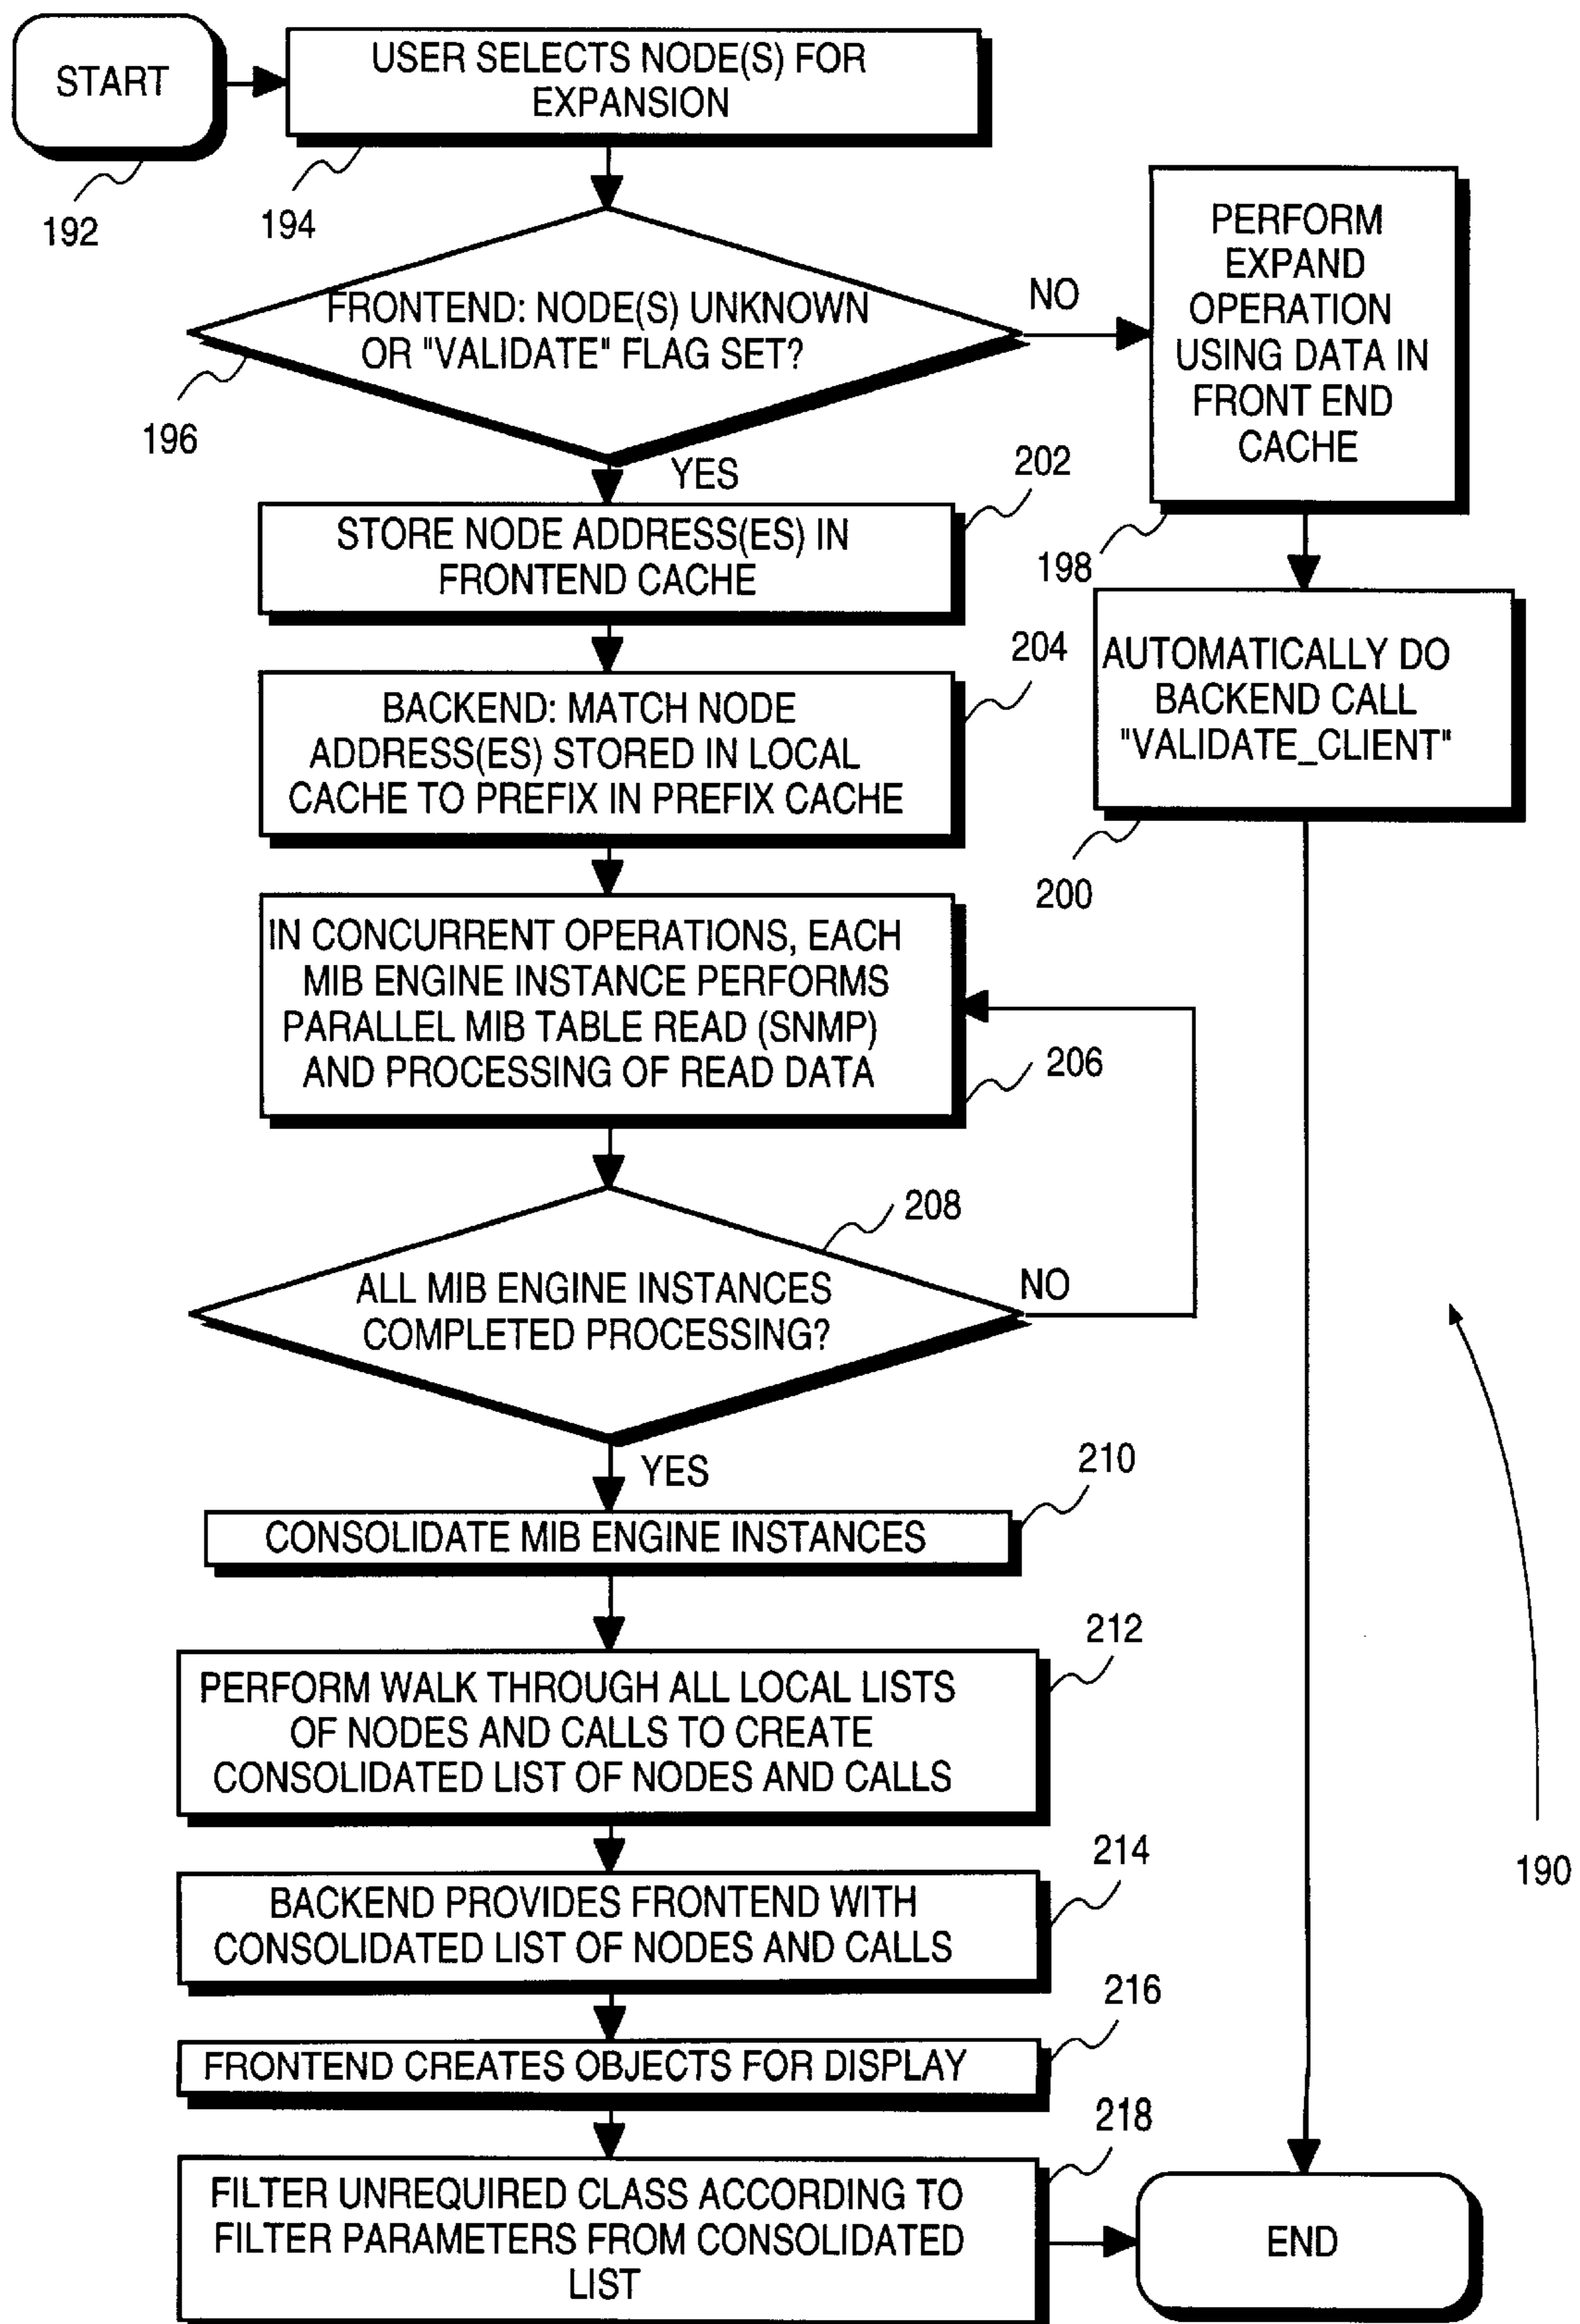 START
USER SELECTS NODE(S) FOR
EXPANSION
192
194
FRONTEND: NODE(S) UNKNOWN
OR "VALIDATE" FLAG SET?
196
NO
PERFORM
EXPAND
OPERATION
USING DATA IN
FRONT END
CACHE
198
YES
202
STORE NODE ADDRESS(ES) IN
FRONTEND CACHE
AUTOMATICALLY DO
BACKEND CALL
"VALIDATE_CLIENT"
200
204
BACKEND: MATCH NODE
ADDRESS(ES) STORED IN LOCAL
CACHE TO PREFIX IN PREFIX CACHE
IN CONCURRENT OPERATIONS, EACH
MIB ENGINE INSTANCE PERFORMS
PARALLEL MIB TABLE READ (SNMP)
AND PROCESSING OF READ DATA
206
208
ALL MIB ENGINE INSTANCES
COMPLETED PROCESSING?
NO
YES
210
CONSOLIDATE MIB ENGINE INSTANCES
212
PERFORM WALK THROUGH ALL LOCAL LISTS
OF NODES AND CALLS TO CREATE
CONSOLIDATED LIST OF NODES AND CALLS
214
BACKEND PROVIDES FRONTEND WITH
CONSOLIDATED LIST OF NODES AND CALLS
190
216
FRONTEND CREATES OBJECTS FOR DISPLAY
218
FILTER UNREQUIRED CLASS ACCORDING TO
FILTER PARAMETERS FROM CONSOLIDATED
LIST
END